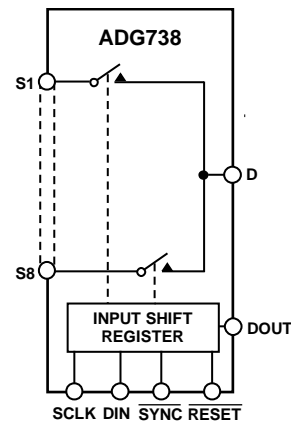 ADG738
S1
D
S8
INPUT SHIFT
REGISTER
DOUT
SCLK DIN SYNC RESET